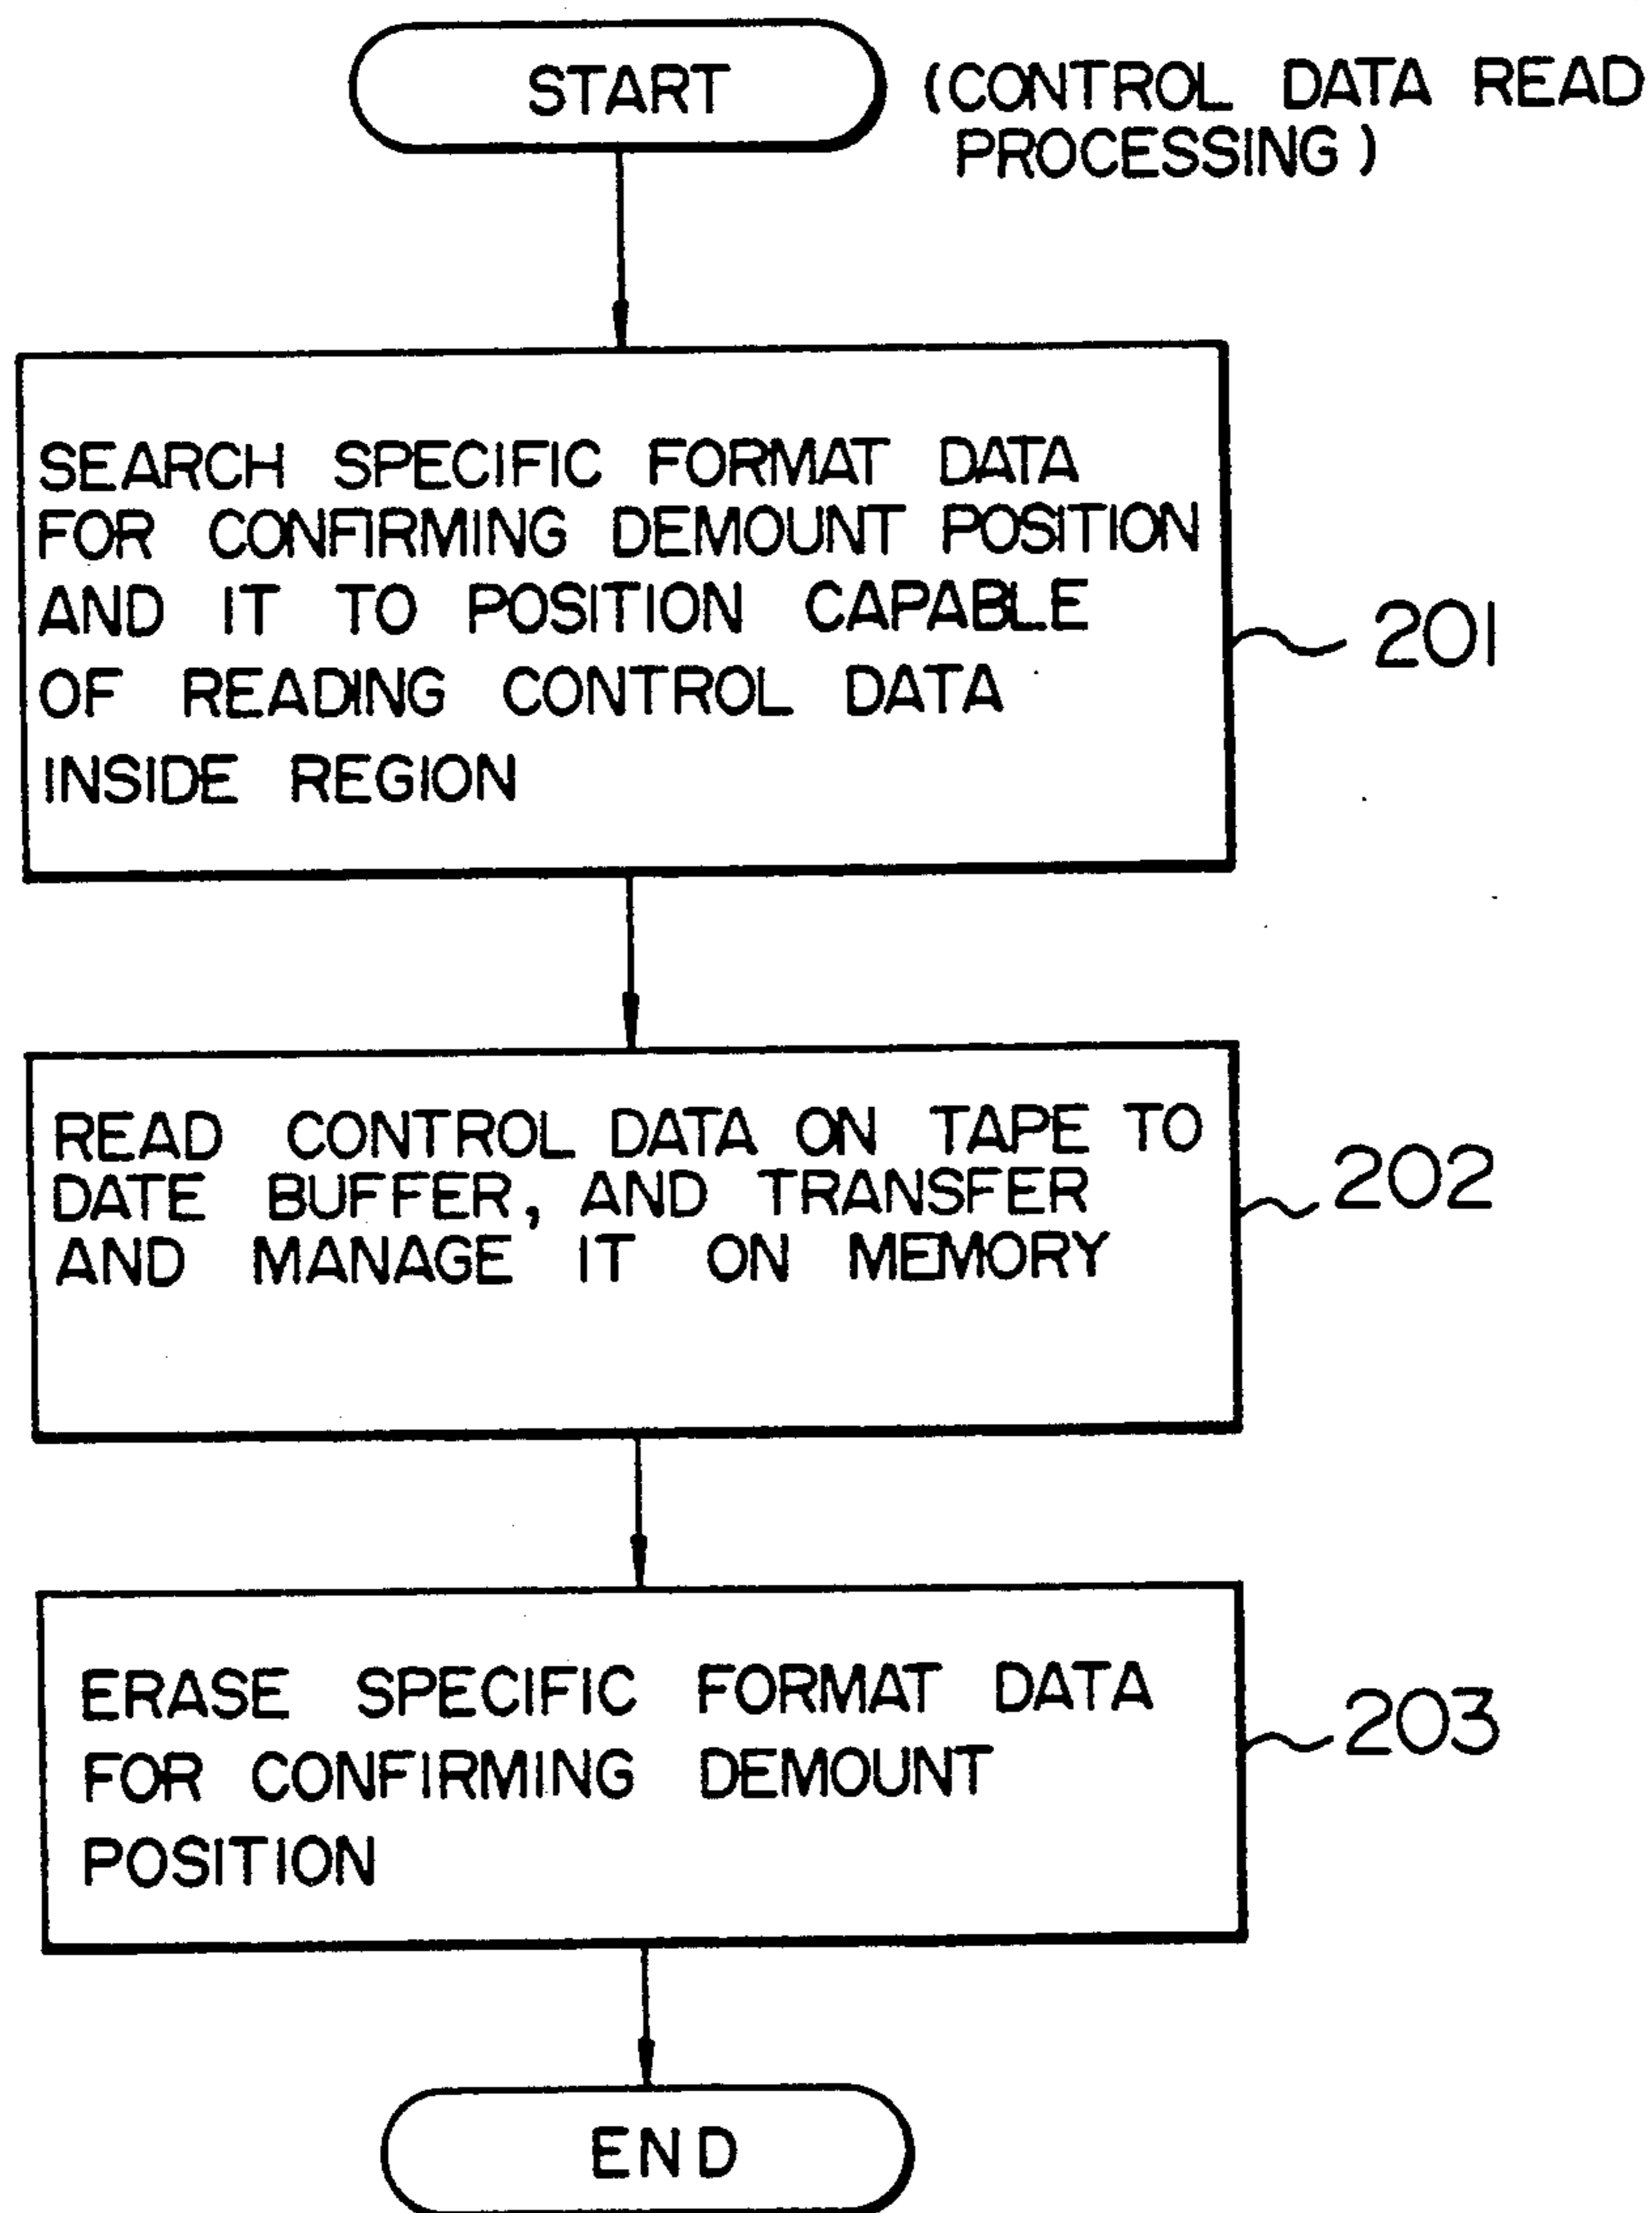 START
(CONTROL DATA READ
PROCESSING)
SEARCH SPECIFIC FORMAT DATA
FOR CONFIRMING DEMOUNT POSITION
AND IT TO POSITION CAPABLE
OF READING CONTROL DATA
INSIDE REGION
201
READ CONTROL DATA ON TAPE TO
DATE BUFFER, AND TRANSFER
AND MANAGE IT ON MEMORY
202
ERASE SPECIFIC FORMAT DATA
FOR CONFIRMING DEMOUNT
POSITION
203
END